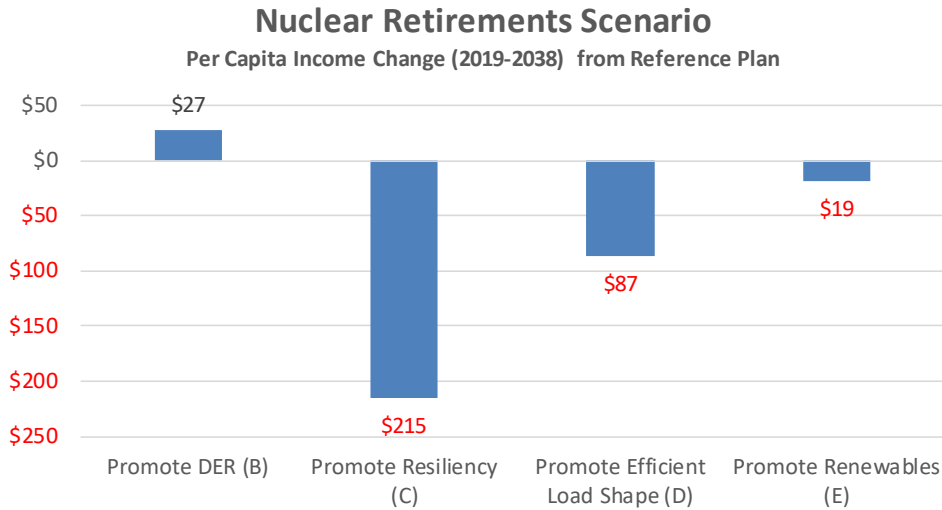 Nuclear Retirements Scenario
Per Capita Income Change (2019-2038) from Reference Plan
$50
$0
$50
$100
$150
$200
$250
$27
$215
$87
$19
Promote DER (B)
Promote Resiliency
(C)
Promote Efficient
Load Shape (D)
Promote Renewables
(E)